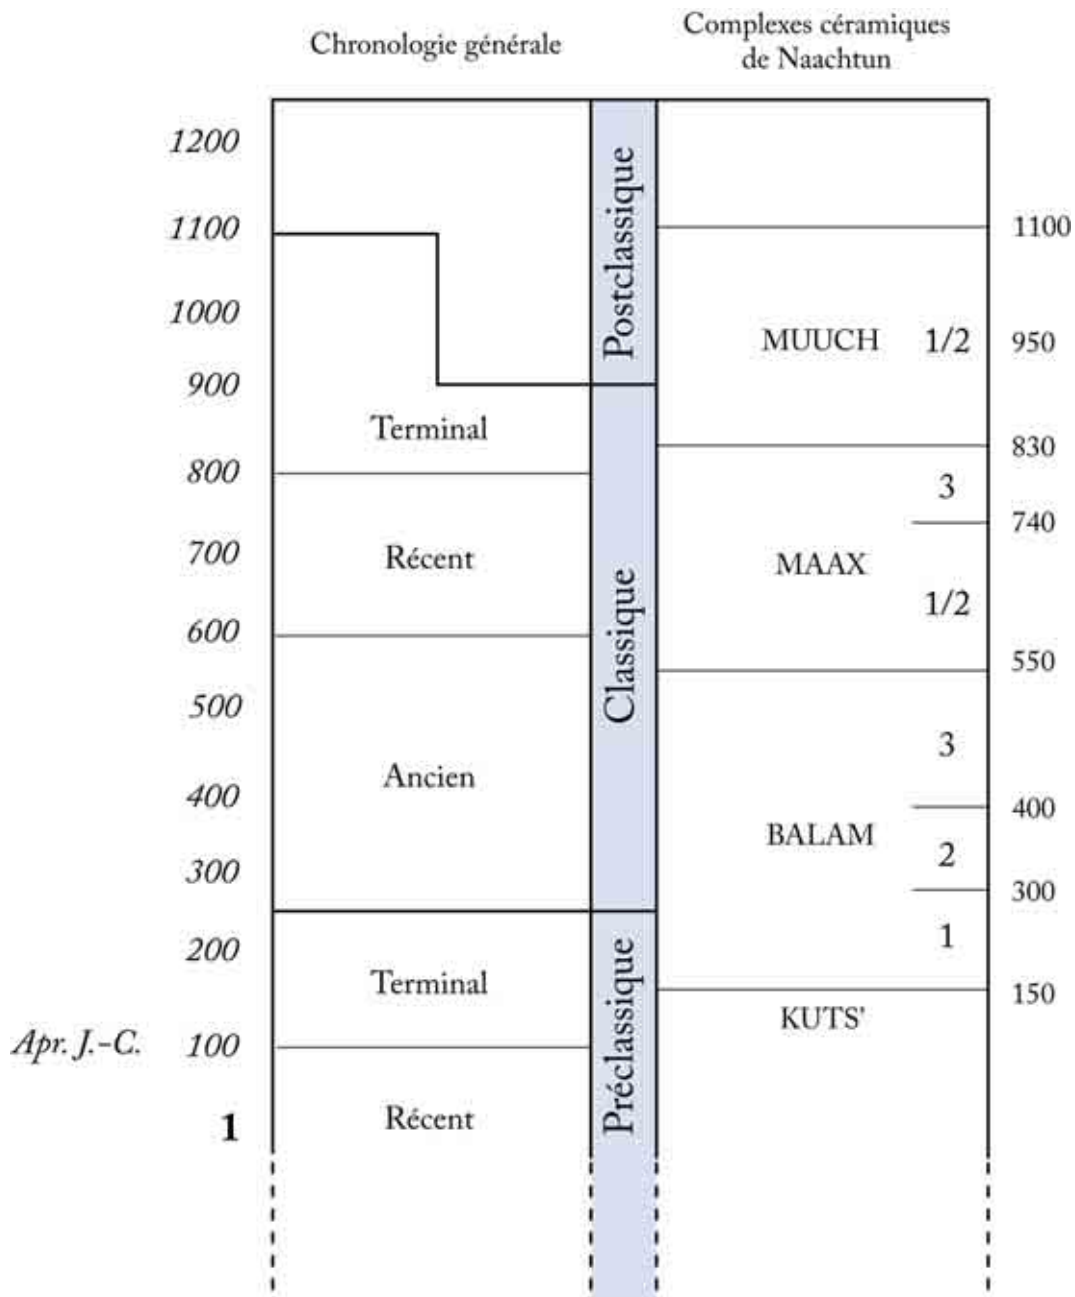 Chronologie générale
Complexes céramiques
de Naachtun
1200
1100
1000
900
800
700
600
500
400
300
200
Apr. J.-C. 100
1
Terminal
Récent
Ancien
Terminal
Récent
Postclassique
Classique
Préclassique
MUUCH 1/2
3
MAAX
1/2
3
BALAM
2
1
KUTS'
1100
950
830
740
550
400
300
150